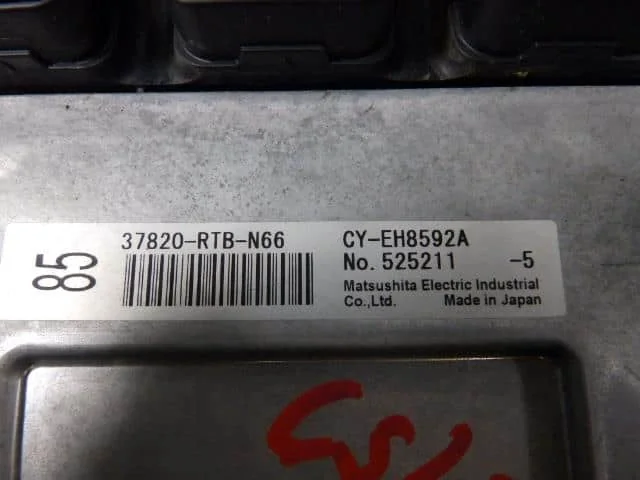 85
37820-RTB-N66
CY-EH8592A
No. 525211 -5
Matsushita Electric Industrial
Co.,Ltd. Made in Japan